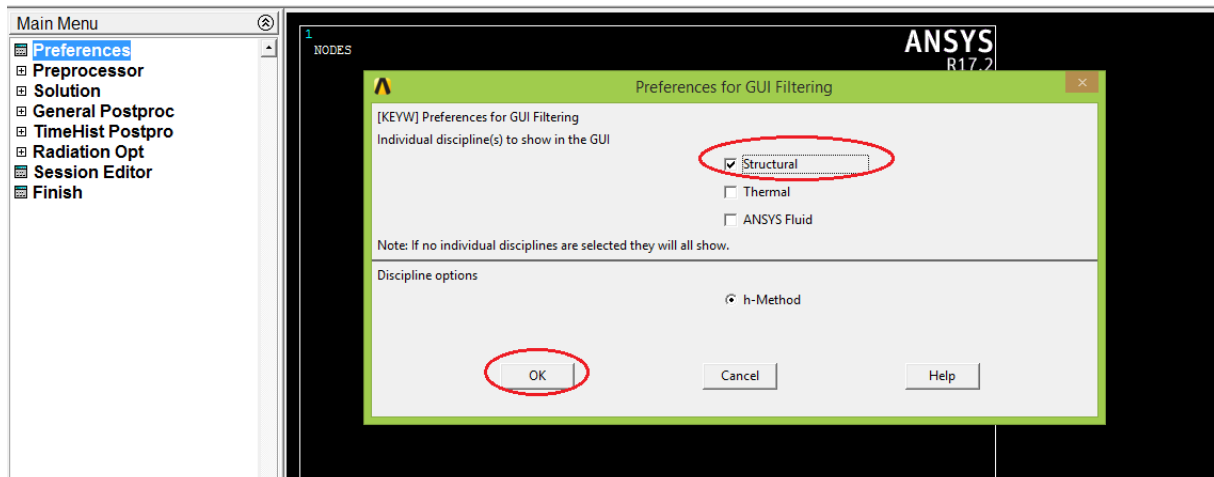 Main Menu
Preferences
Preprocessor
Solution
General Postproc
TimeHist Postpro
Radiation Opt
Session Editor
Finish
1
NODES
ANSYS
R17.2
Preferences for GUI Filtering
[KEYW] Preferences for GUI Filtering
Individual discipline(s) to show in the GUI
Structural
Thermal
ANSYS Fluid
Note: If no individual disciplines are selected they will all show.
Discipline options
h-Method
OK
Cancel
Help